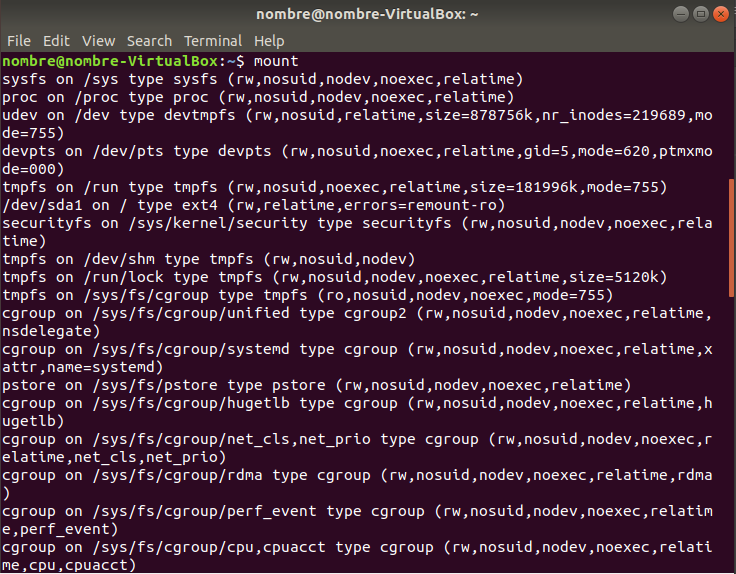 nombre@nombre-VirtualBox: ~
File Edit View Search Terminal Help
nombre@nombre-VirtualBox:~$ mount
sysfs on /sys type sysfs (rw,nosuid,nodev,noexec,relatime)
proc on /proc type proc (rw,nosuid,nodev,noexec,relatime)
udev on /dev type devtmpfs (rw,nosuid,relatime,size=878756k,nr_inodes=219689,mo
de=755)
devpts on /dev/pts type devpts (rw,nosuid,noexec,relatime,gid=5,mode=620,ptmxmo
de=000)
tmpfs on /run type tmpfs (rw,nosuid,noexec,relatime,size=181996k,mode=755)
/dev/sda1 on / type ext4 (rw,relatime,errors=remount-ro)
securityfs on /sys/kernel/security type securityfs (rw,nosuid,nodev,noexec,rela
time)
tmpfs on /dev/shm type tmpfs (rw,nosuid,nodev)
tmpfs on /run/lock type tmpfs (rw,nosuid,nodev,noexec,relatime,size=5120k)
tmpfs on /sys/fs/cgroup type tmpfs (ro,nosuid,nodev,noexec,mode=755)
cgroup on /sys/fs/cgroup/unified type cgroup2 (rw,nosuid,nodev,noexec,relatime,
nsdelegate)
cgroup on /sys/fs/cgroup/systemd type cgroup (rw,nosuid,nodev,noexec,relatime,x
attr,name=systemd)
pstore on /sys/fs/pstore type pstore (rw,nosuid,nodev,noexec,relatime)
cgroup on /sys/fs/cgroup/hugetlb type cgroup (rw,nosuid,nodev,noexec,relatime,h
ugetlb)
cgroup on /sys/fs/cgroup/net_cls,net_prio type cgroup (rw,nosuid,nodev,noexec,r
elatime,net_cls,net_prio)
cgroup on /sys/fs/cgroup/rdma type cgroup (rw,nosuid,nodev,noexec,relatime,rdma
)
cgroup on /sys/fs/cgroup/perf_event type cgroup (rw,nosuid,nodev,noexec,relatim
e,perf_event)
cgroup on /sys/fs/cgroup/cpu,cpuacct type cgroup (rw,nosuid,nodev,noexec,relati
me,cpu,cpuacct)